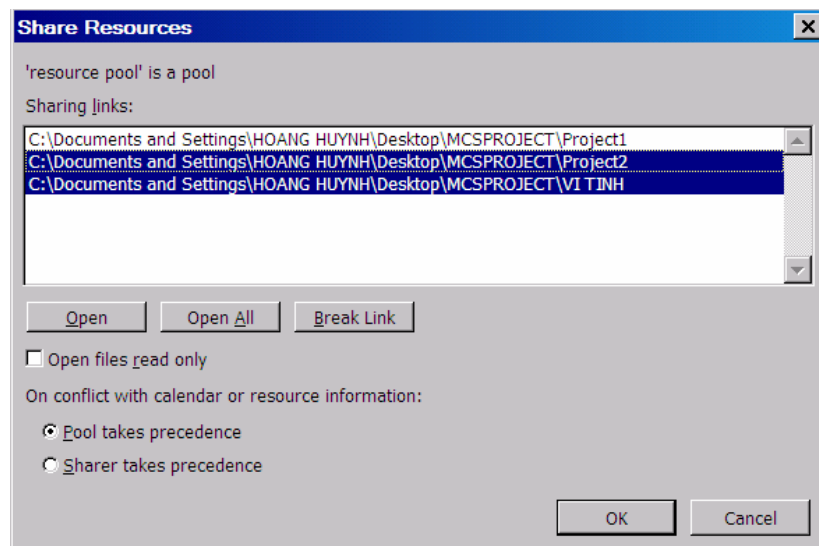 Share Resources
'resource pool' is a pool
Sharing links:
C:\Documents and Settings\HOANG HUYNH\Desktop\MCSPROJECT\Project1
C:\Documents and Settings\HOANG HUYNH\Desktop\MCSPROJECT\Project2
C:\Documents and Settings\HOANG HUYNH\Desktop\MCSPROJECT\VI TINH
Open Open All Break Link
Open files read only
On conflict with calendar or resource information:
Pool takes precedence
Sharer takes precedence
OK Cancel